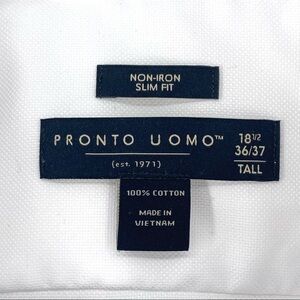 NON-IRON
SLIM FIT
PRONTO UOMO™
(est. 1971)
18 1/2
36/37
TALL
100% COTTON
MADE IN
VIETNAM